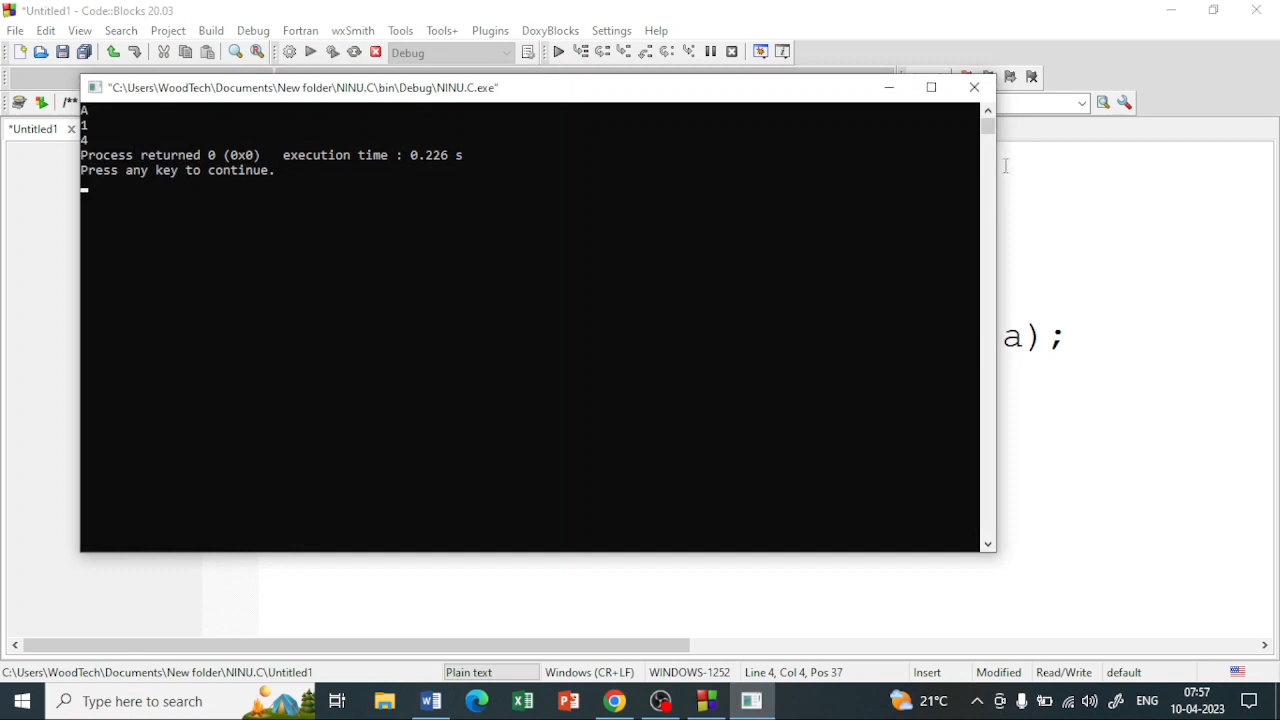 *Untitled1 - Code::Blocks 20.03
File Edit View Search Project Build Debug Fortran wxSmith Tools Tools+ Plugins DoxyBlocks Settings Help
Debug
"C:\Users\WoodTech\Documents\New folder\NINU.C\bin\Debug\NINU.C.exe"
/**
*Untitled1
A
1
4
Process returned 0 (0x0)   execution time : 0.226 s
Press any key to continue.
a);
C:\Users\WoodTech\Documents\New folder\NINU.C\Untitled1 Plain text Windows (CR+LF) WINDOWS-1252 Line 4, Col 4, Pos 37 Insert Modified Read/Write default
Type here to search 21°C ENG 07:57
10-04-2023